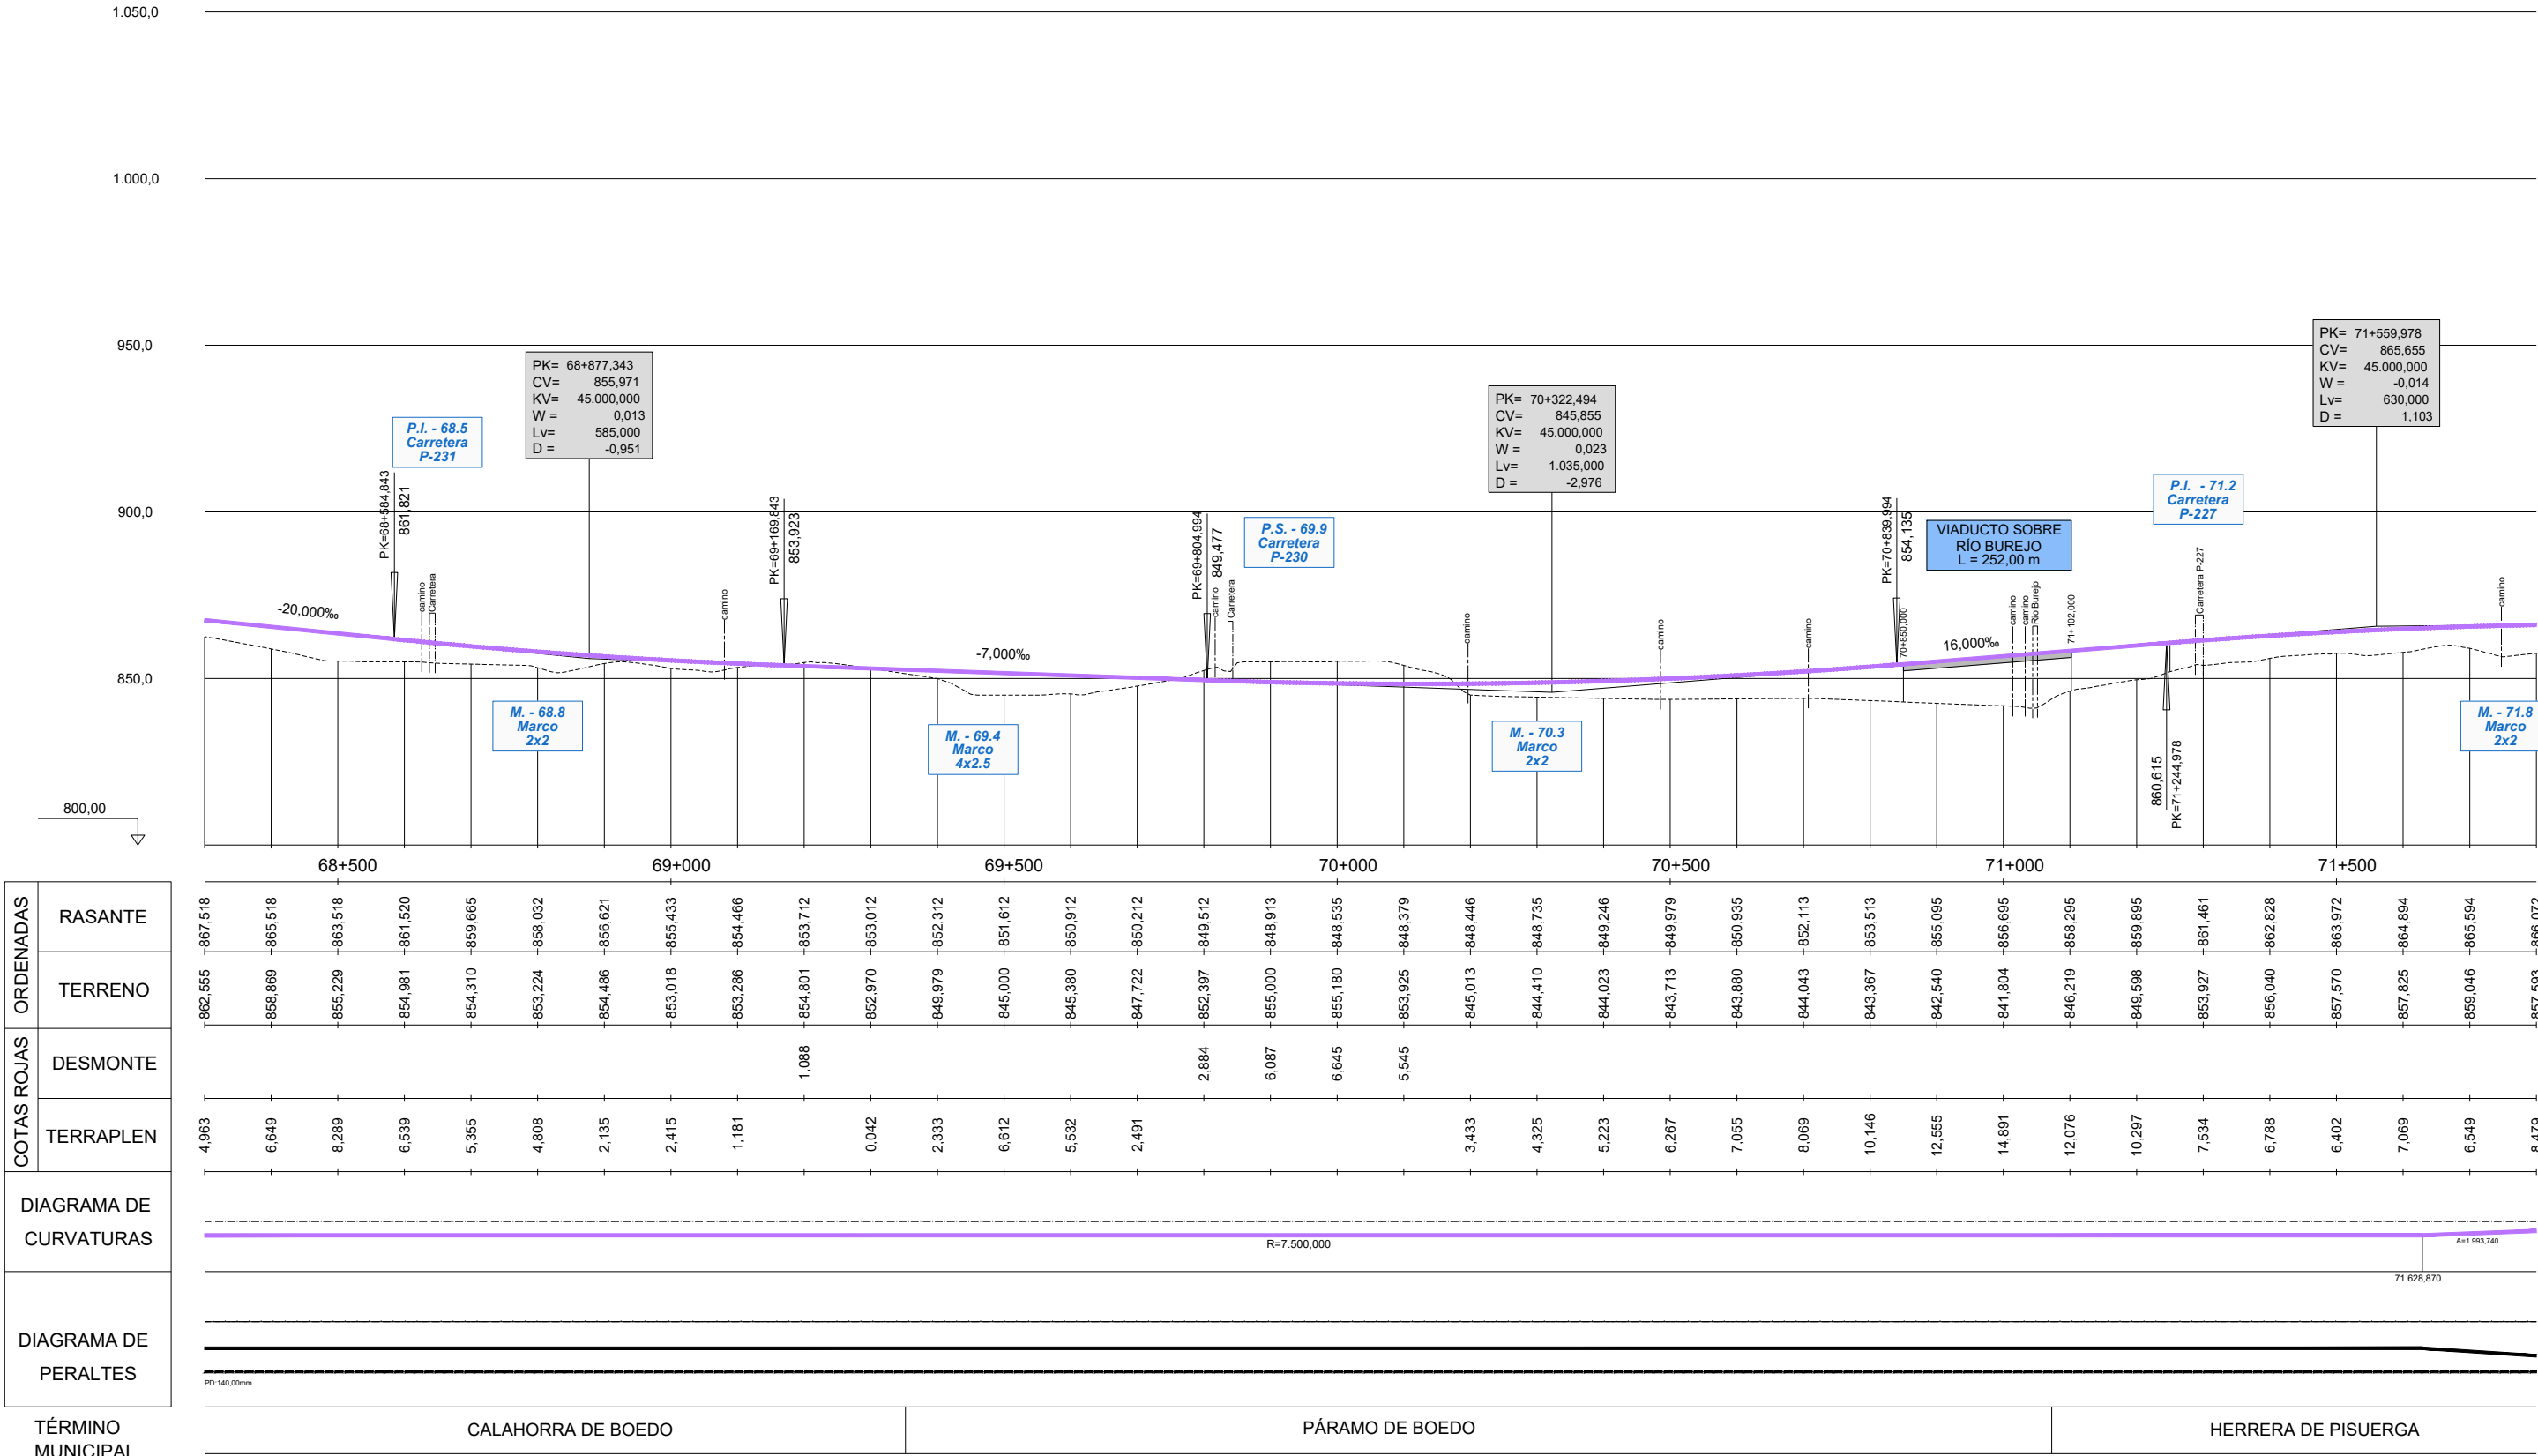 1.050,0
1.000,0
950,0
900,0
850,0
800,00
PK= 68+877,343
CV= 855,971
KV= 45.000,000
W = 0,013
Lv= 585,000
D = -0,951
PK= 70+322,494
CV= 845,855
KV= 45.000,000
W = 0,023
Lv= 1.035,000
D = -2,976
PK= 71+559,978
CV= 865,655
KV= 45.000,000
W = -0,014
Lv= 630,000
D = 1,103
P.I. - 68.5
Carretera
P-231
P.S. - 69.9
Carretera
P-230
P.I. - 71.2
Carretera
P-227
VIADUCTO SOBRE
RÍO BUREJO
L = 252,00 m
PK=68+584,843
861,821
PK=69+169,843
853,923
PK=69+804,994
849,477
PK=70+839,994
854,135
860,615
PK=71+244,978
camino
Carretera
camino
camino
Carretera
camino
camino
camino
70+850,000
camino
camino
Río Burejo
71+102,000
Carretera P-227
camino
-20,000‰
-7,000‰
16,000‰
M. - 68.8
Marco
2x2
M. - 69.4
Marco
4x2.5
M. - 70.3
Marco
2x2
M. - 71.8
Marco
2x2
68+500 69+000 69+500 70+000 70+500 71+000 71+500
ORDENADAS
RASANTE
867,518 865,518 863,518 861,520 859,665 858,032 856,621 855,433 854,466 853,712 853,012 852,312 851,612 850,912 850,212 849,512 848,913 848,535 848,379 848,446 848,735 849,246 849,979 850,935 852,113 853,513 855,095 856,695 858,295 859,895 861,461 862,828 863,972 864,894 865,594 866,072
TERRENO
862,555 858,869 855,229 854,981 854,310 853,224 854,486 853,018 853,286 854,801 852,970 849,979 845,000 845,380 847,722 852,397 855,000 855,180 853,925 845,013 844,410 844,023 843,713 843,880 844,043 843,367 842,540 841,804 846,219 849,598 853,927 856,040 857,570 857,825 859,046 857,593
COTAS ROJAS
DESMONTE
1,088 2,884 6,087 6,645 5,545
TERRAPLEN
4,963 6,649 8,289 6,539 5,355 4,808 2,135 2,415 1,181 0,042 2,333 6,612 5,532 2,491 3,433 4,325 5,223 6,267 7,055 8,069 10,146 12,555 14,891 12,076 10,297 7,534 6,788 6,402 7,069 6,549 8,479
DIAGRAMA DE
CURVATURAS
R=7.500,000
A=1.993,740
71.628,870
DIAGRAMA DE
PERALTES
PD:140,00mm
TÉRMINO
MUNICIPAL
CALAHORRA DE BOEDO
PÁRAMO DE BOEDO
HERRERA DE PISUERGA